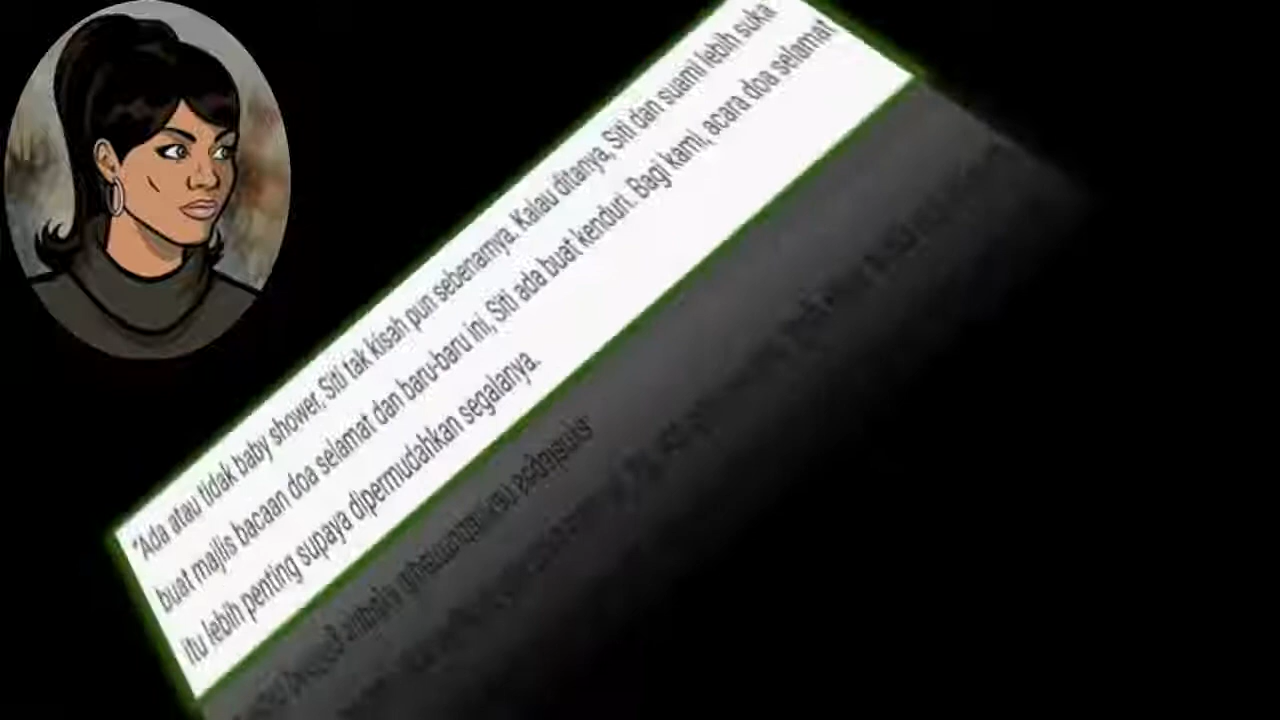 "Ada atau tidak baby shower, Siti tak kisah pun sebenarnya. Kalau ditanya, Siti dan suami lebih suka
buat majlis bacaan doa selamat dan baru-baru ini, Siti ada buat kenduri. Bagi kami, acara doa selamat
itu lebih penting supaya dipermudahkan segalanya.